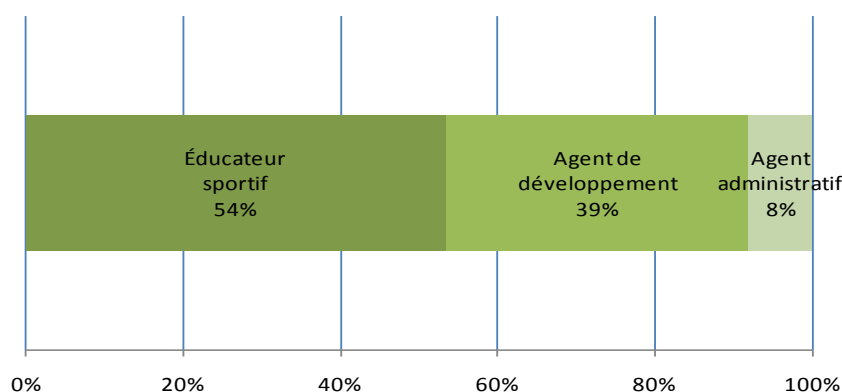 Éducateur
sportif
54%
Agent de
développement
39%
Agent
administratif
8%
0%
20%
40%
60%
80%
100%